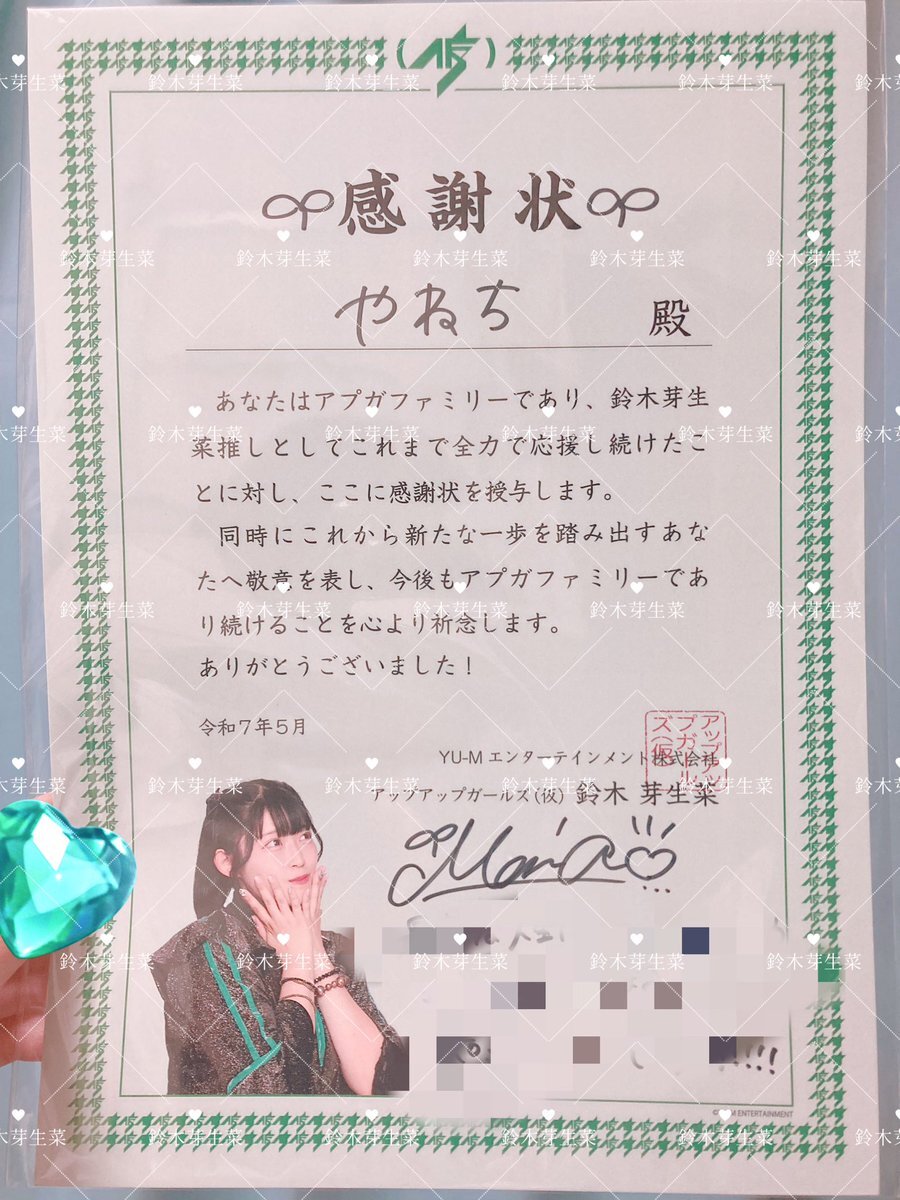 感謝状
やねち 殿
あなたはアプガファミリーであり、鈴木芽生
菜推しとしてこれまで全力で応援し続けたこ
とに対し、ここに感謝状を授与します。
同時にこれから新たな一歩を踏み出すあな
たへ敬意を表し、今後もアプガファミリーであ
り続けることを心より祈念します。
ありがとうございました！
令和7年5月
YU-M エンターテインメント株式会社
アップアップガールズ(仮) 鈴木 芽生菜
アップアップガールズ(仮)
鈴木芽生菜